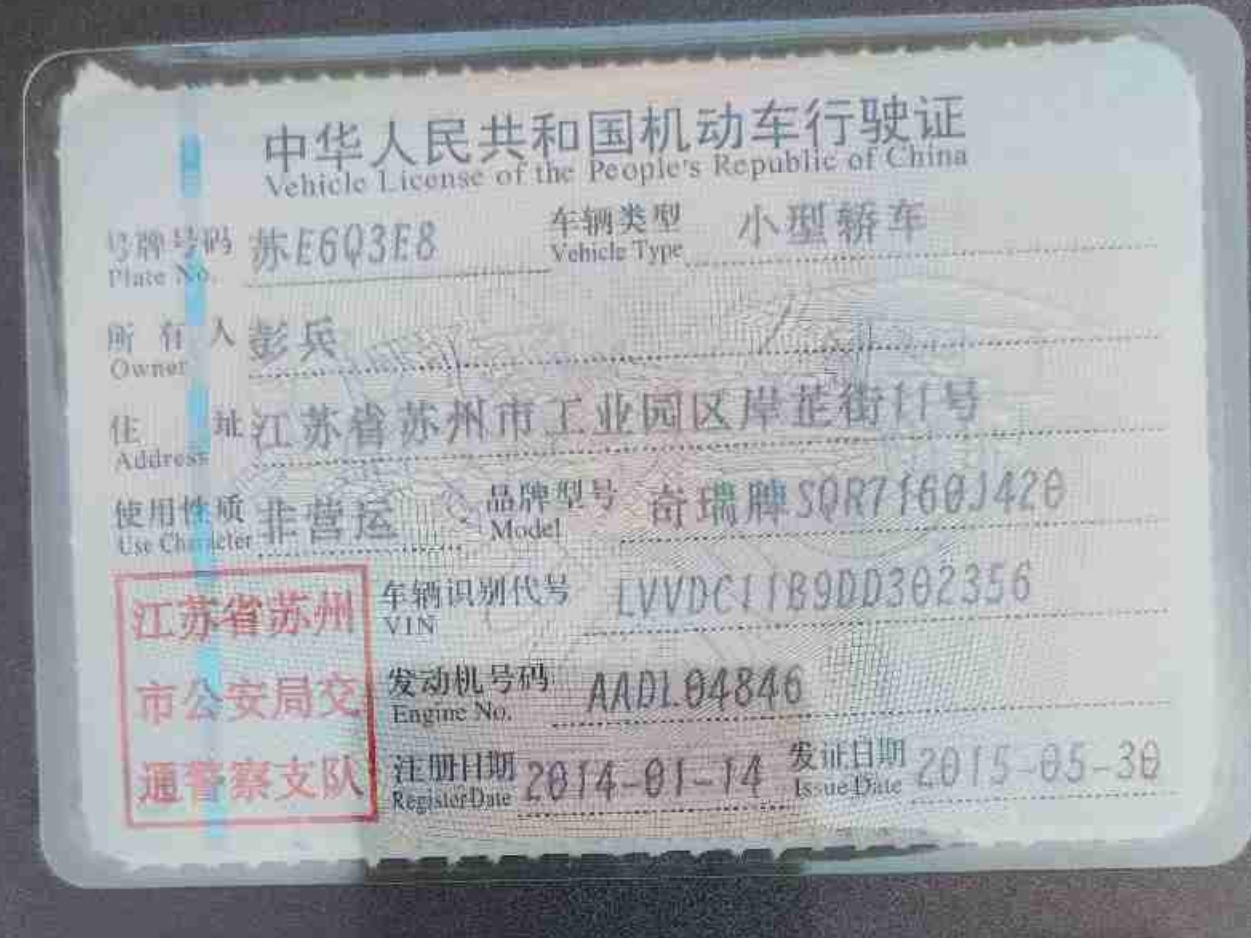 中华人民共和国机动车行驶证
Vehicle License of the People's Republic of China
号牌号码 苏E6Q3E8 车辆类型 小型轿车
Plate No. Vehicle Type
所有人 彭兵
Owner
住址 江苏省苏州市工业园区岸芷街11号
Address
使用性质 非营运 品牌型号 奇瑞牌SQR7160J420
Use Character Model
江苏省苏州
市公安局交
通警察支队
车辆识别代号 LVVDC11B9DD302356
VIN
发动机号码 AADL04846
Engine No.
注册日期 2014-01-14 发证日期 2015-05-30
Register Date Issue Date